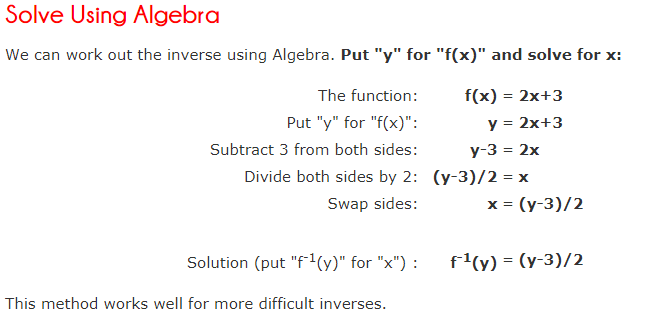 Solve Using Algebra
We can work out the inverse using Algebra. Put "y" for "f(x)" and solve for x:
The function: f(x) = 2x+3
Put "y" for "f(x)": y = 2x+3
Subtract 3 from both sides: y-3 = 2x
Divide both sides by 2: (y-3)/2 = x
Swap sides: x = (y-3)/2
Solution (put "f⁻¹(y)" for "x") : f⁻¹(y) = (y-3)/2
This method works well for more difficult inverses.